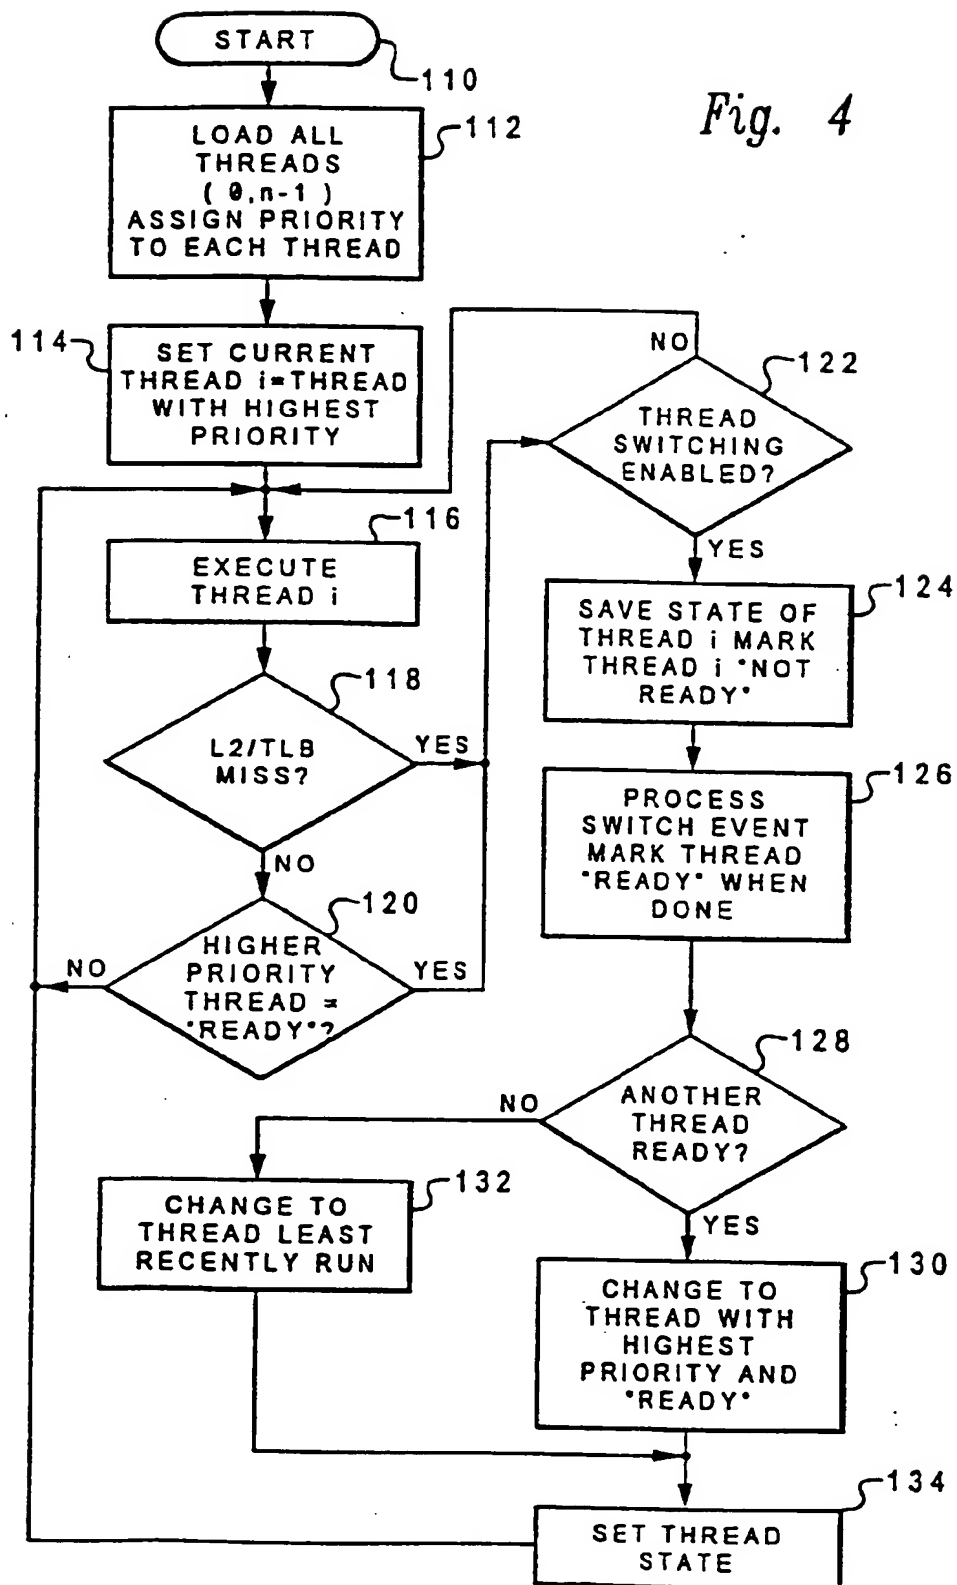 START
110
Fig. 4
LOAD ALL
THREADS
( 0,n-1 )
ASSIGN PRIORITY
TO EACH THREAD
112
114
SET CURRENT
THREAD i=THREAD
WITH HIGHEST
PRIORITY
NO
122
THREAD
SWITCHING
ENABLED?
YES
116
EXECUTE
THREAD i
124
SAVE STATE OF
THREAD i MARK
THREAD i "NOT
READY"
118
L2/TLB
MISS?
YES
NO
126
PROCESS
SWITCH EVENT
MARK THREAD
"READY" WHEN
DONE
120
HIGHER
PRIORITY
THREAD =
"READY"?
NO
YES
128
ANOTHER
THREAD
READY?
NO
YES
132
CHANGE TO
THREAD LEAST
RECENTLY RUN
130
CHANGE TO
THREAD WITH
HIGHEST
PRIORITY AND
"READY"
134
SET THREAD
STATE